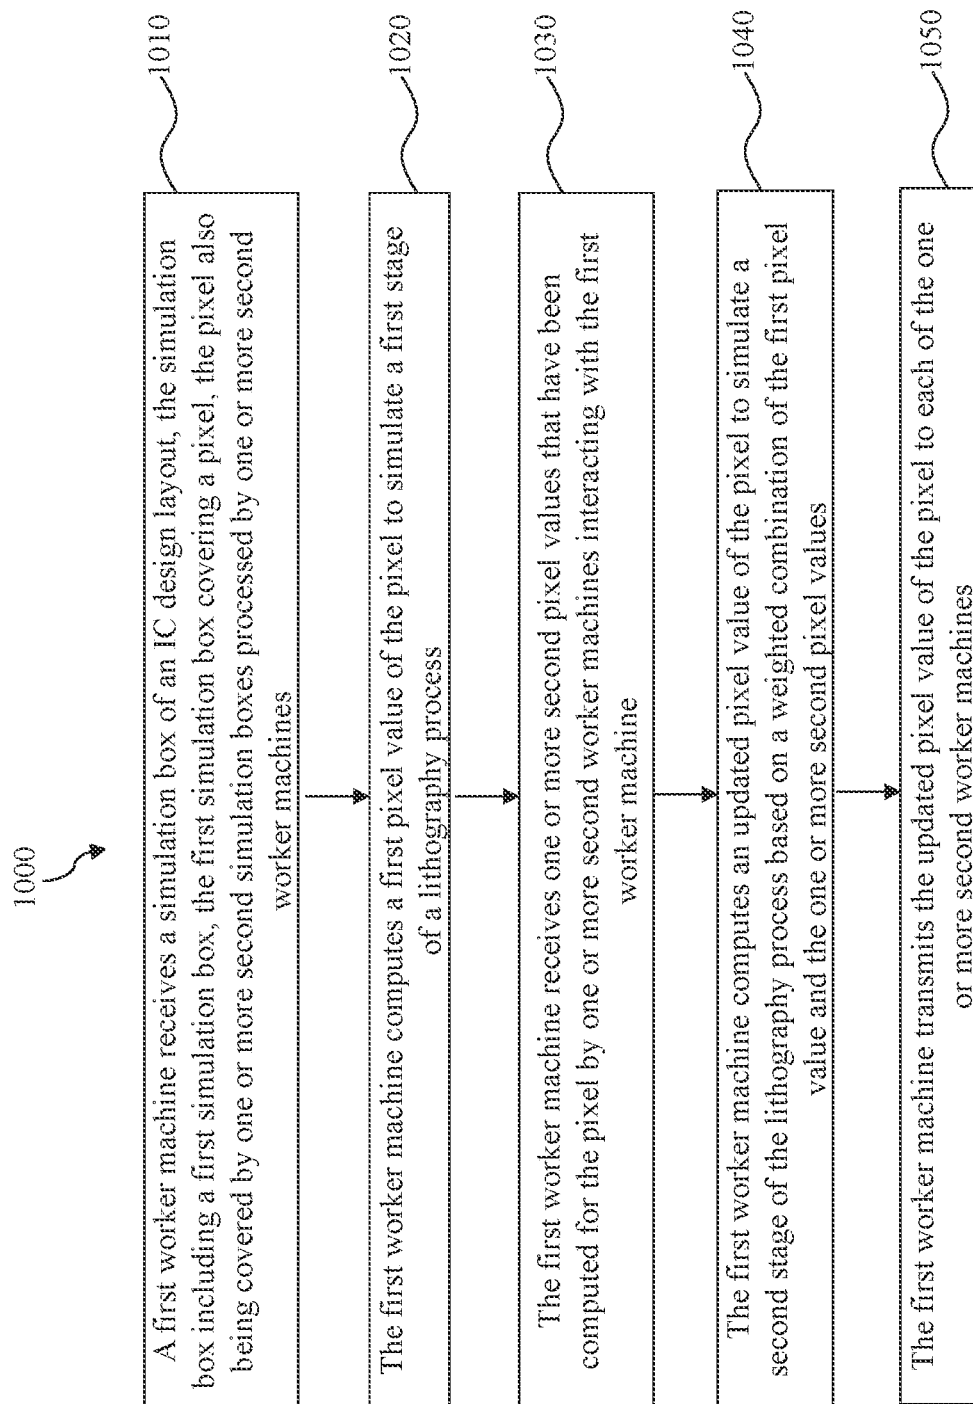 1000
A first worker machine receives a simulation box of an IC design layout, the simulation
box including a first simulation box, the first simulation box covering a pixel, the pixel also
being covered by one or more second simulation boxes processed by one or more second
worker machines
1010
The first worker machine computes a first pixel value of the pixel to simulate a first stage
of a lithography process
1020
The first worker machine receives one or more second pixel values that have been
computed for the pixel by one or more second worker machines interacting with the first
worker machine
1030
The first worker machine computes an updated pixel value of the pixel to simulate a
second stage of the lithography process based on a weighted combination of the first pixel
value and the one or more second pixel values
1040
The first worker machine transmits the updated pixel value of the pixel to each of the one
or more second worker machines
1050